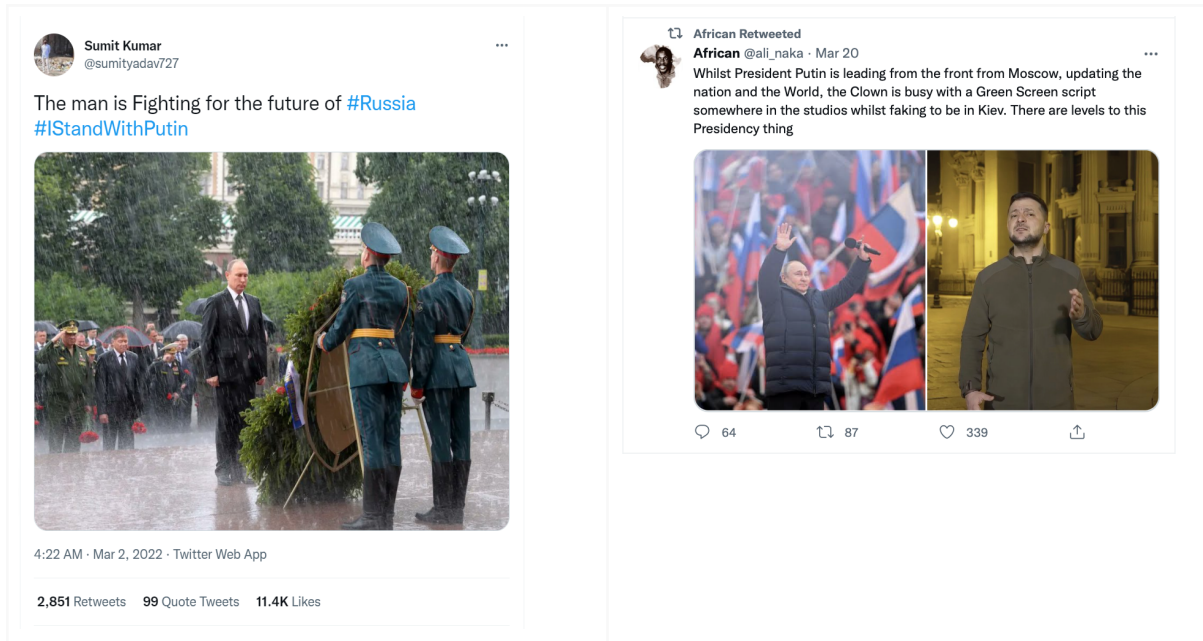 Sumit Kumar
@sumityadav727
The man is Fighting for the future of #Russia
#IStandWithPutin
4:22 AM · Mar 2, 2022 · Twitter Web App
2,851 Retweets 99 Quote Tweets 11.4K Likes
African Retweeted
African @ali_naka · Mar 20
Whilst President Putin is leading from the front from Moscow, updating the
nation and the World, the Clown is busy with a Green Screen script
somewhere in the studios whilst faking to be in Kiev. There are levels to this
Presidency thing
64 87 339